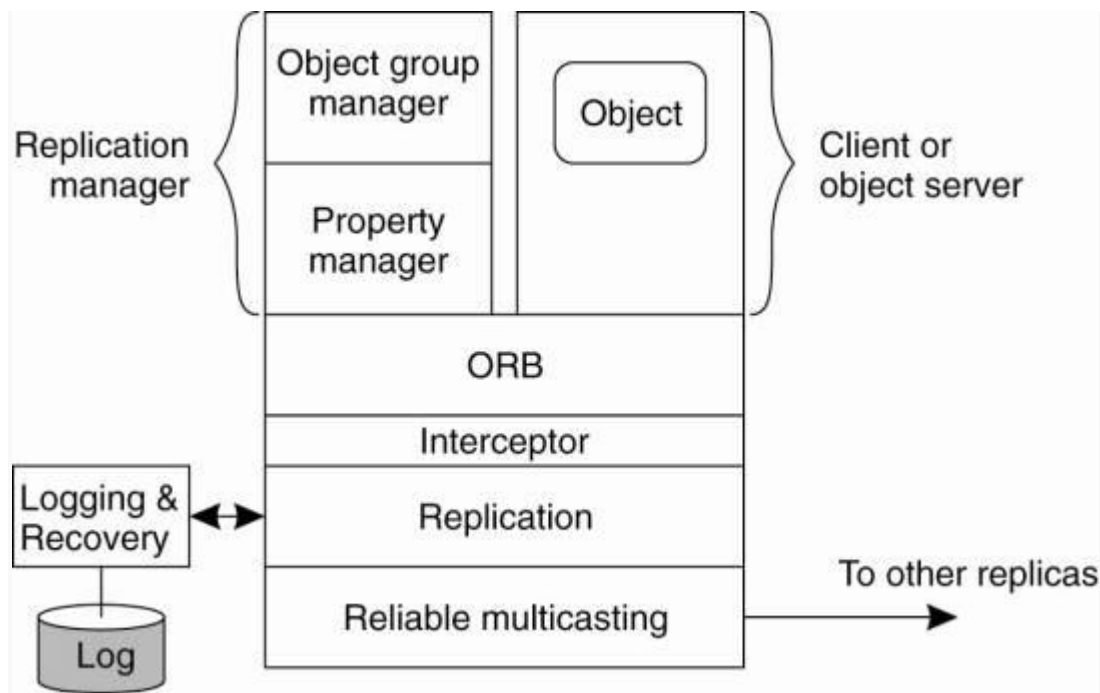 Object group
manager
Object
Replication
manager
Client or
object server
Property
manager
ORB
Interceptor
Logging &
Recovery
Replication
To other replicas
Reliable multicasting
Log